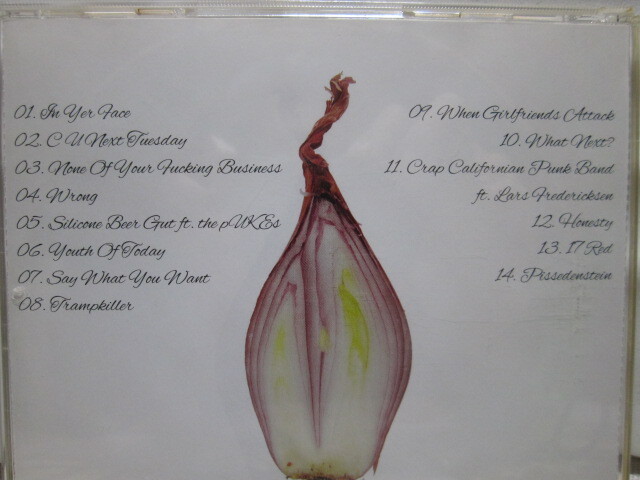 01. In Yer Face
02. C U Next Tuesday
03. None Of Your Fucking Business
04. Wrong
05. Silicone Beer Gut ft. the pUKEs
06. Youth Of Today
07. Say What You Want
08. Trampkiller
09. When Girlfriends Attack
10. What Next?
11. Crap Californian Punk Band
ft. Lars Fredericksen
12. Honesty
13. 17 Red
14. Pissedenstein